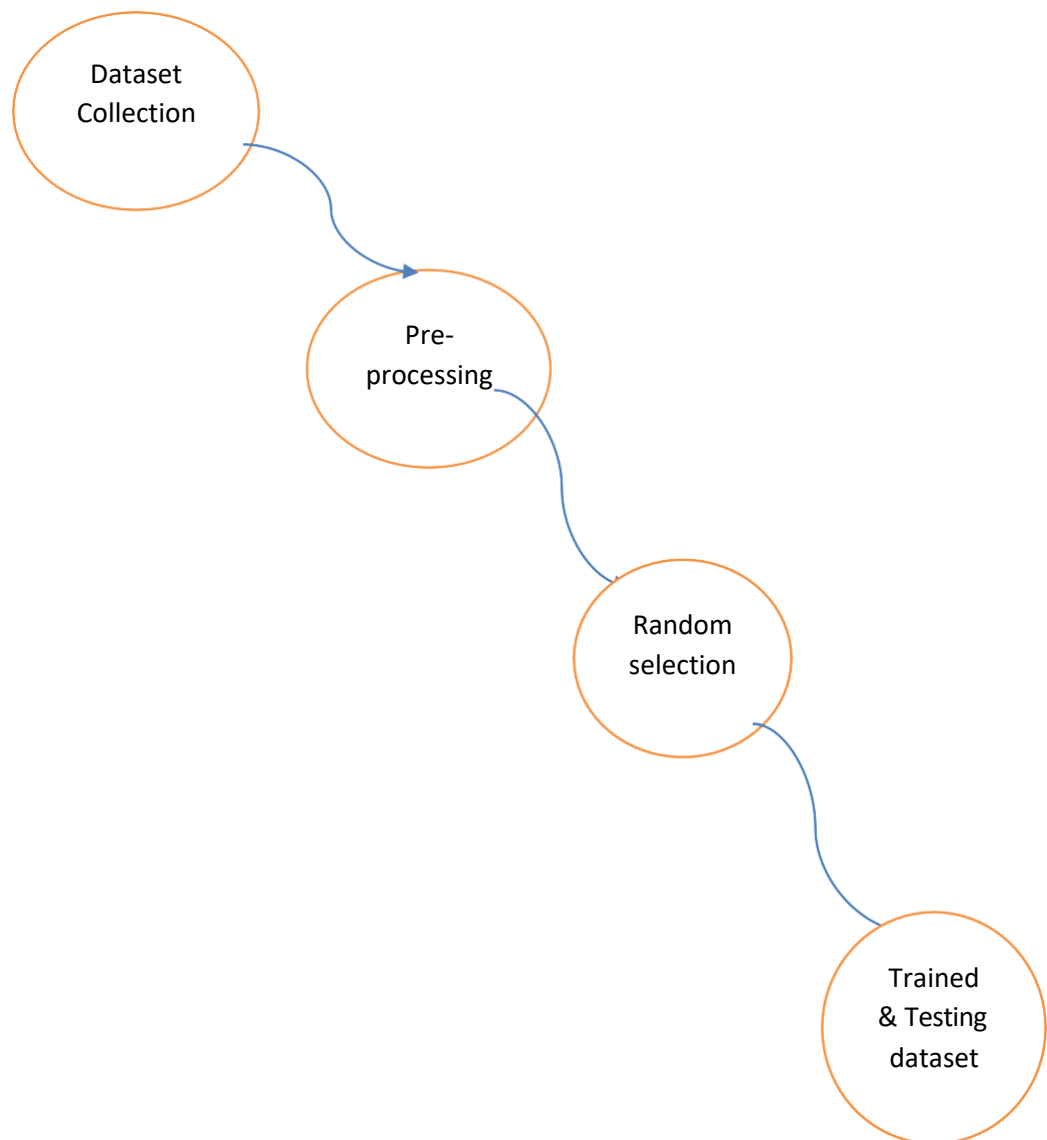 Dataset
Collection
Pre-
processing
Random
selection
Trained
& Testing
dataset